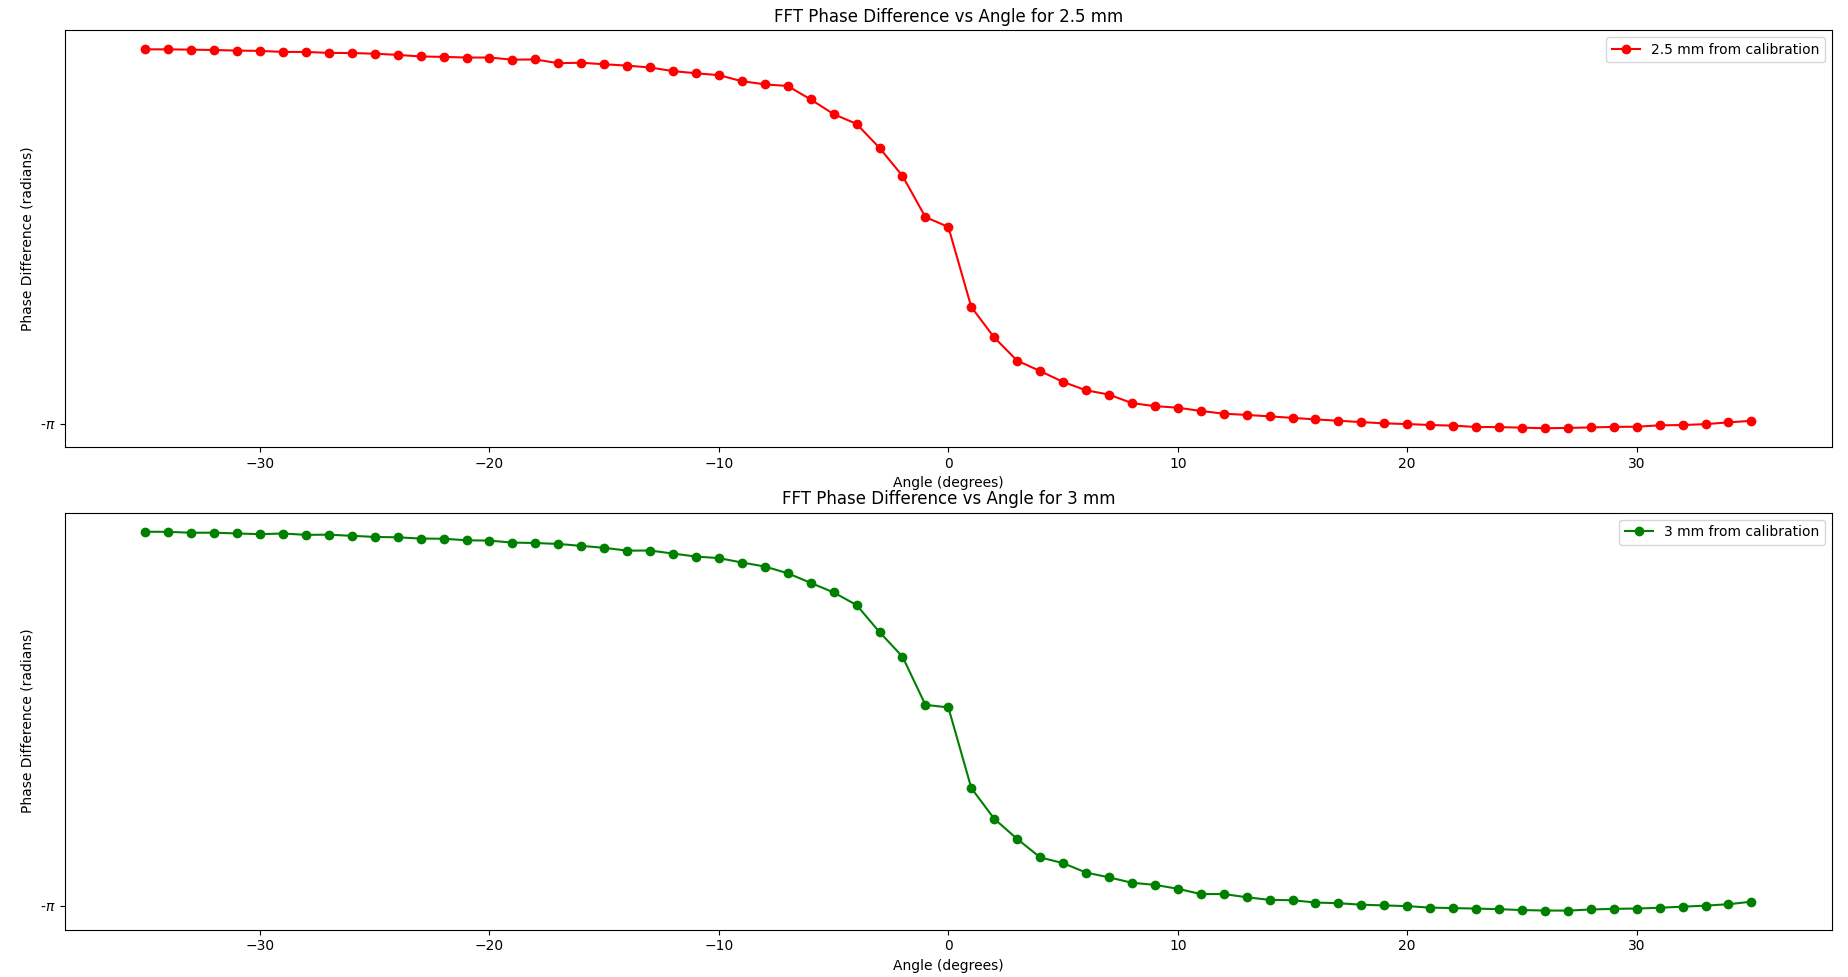 FFT Phase Difference vs Angle for 2.5 mm
2.5 mm from calibration
Phase Difference (radians)
-π
−30 −20 −10 0 10 20 30
Angle (degrees)
FFT Phase Difference vs Angle for 3 mm
3 mm from calibration
Phase Difference (radians)
-π
−30 −20 −10 0 10 20 30
Angle (degrees)